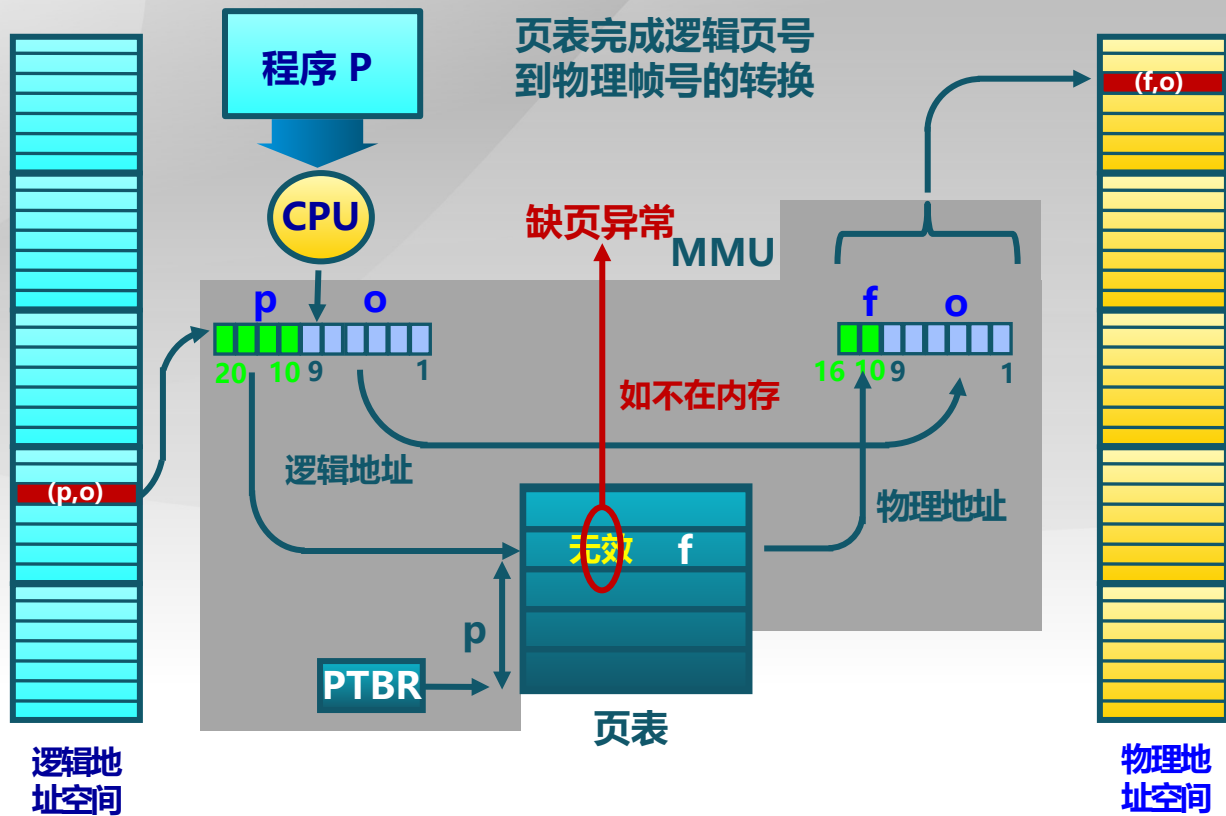 程序 P
页表完成逻辑页号
到物理帧号的转换
(f,o)
CPU
缺页异常
MMU
p o
f o
20 10 9 1
16 10 9 1
如不在内存
逻辑地址
(p,o)
物理地址
无效 f
p
PTBR
页表
逻辑地
址空间
物理地
址空间